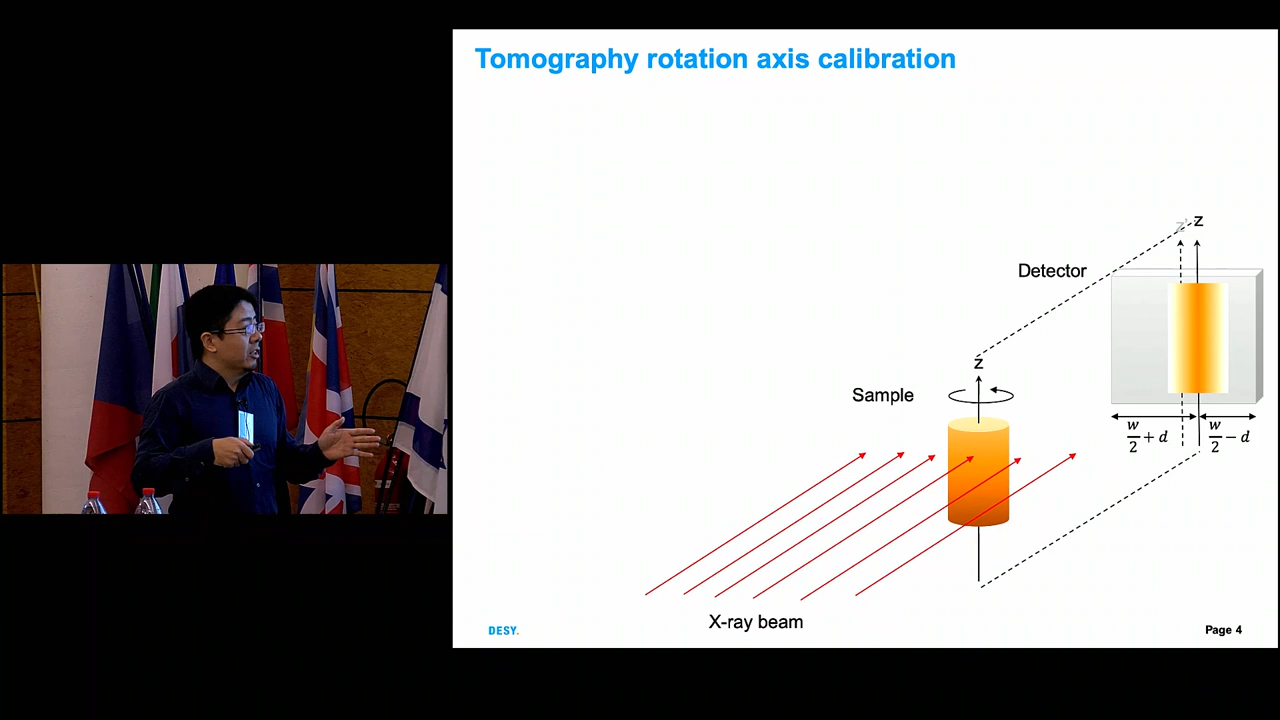 Tomography rotation axis calibration
z' z
Detector
z
Sample
w/2 + d
w/2 − d
X-ray beam
DESY.
Page 4